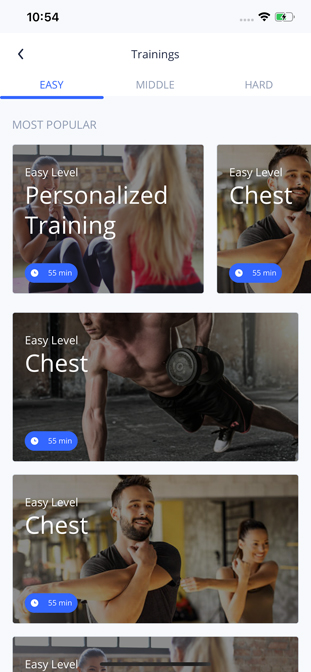 10:54
Trainings
EASY MIDDLE HARD
MOST POPULAR
Easy Level
Personalized
Training
55 min
Easy Level
Chest
55 min
Easy Level
Chest
55 min
Easy Level
Chest
55 min
Easy Level